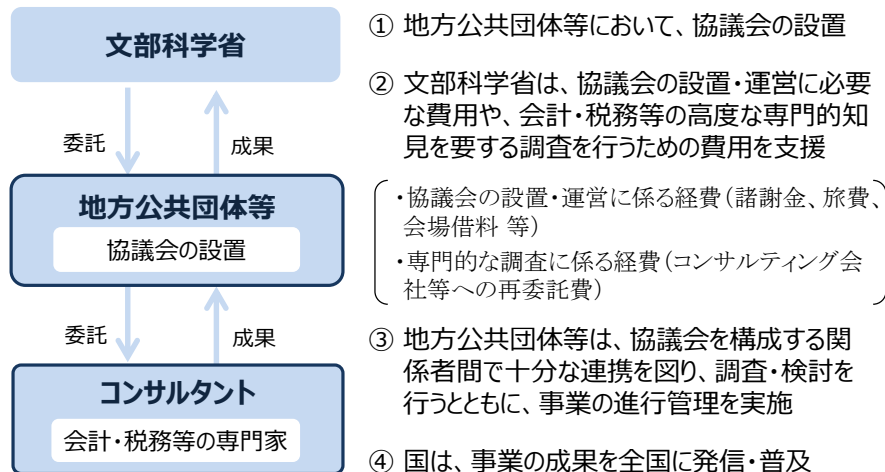 文部科学省
委託
成果
地方公共団体等
協議会の設置
委託
成果
コンサルタント
会計・税務等の専門家
① 地方公共団体等において、協議会の設置
② 文部科学省は、協議会の設置・運営に必要
な費用や、会計・税務等の高度な専門的知
見を要する調査を行うための費用を支援
・協議会の設置・運営に係る経費（諸謝金、旅費、
会場借料 等）
・専門的な調査に係る経費（コンサルティング会
社等への再委託費）
③ 地方公共団体等は、協議会を構成する関
係者間で十分な連携を図り、調査・検討を
行うとともに、事業の進行管理を実施
④ 国は、事業の成果を全国に発信・普及